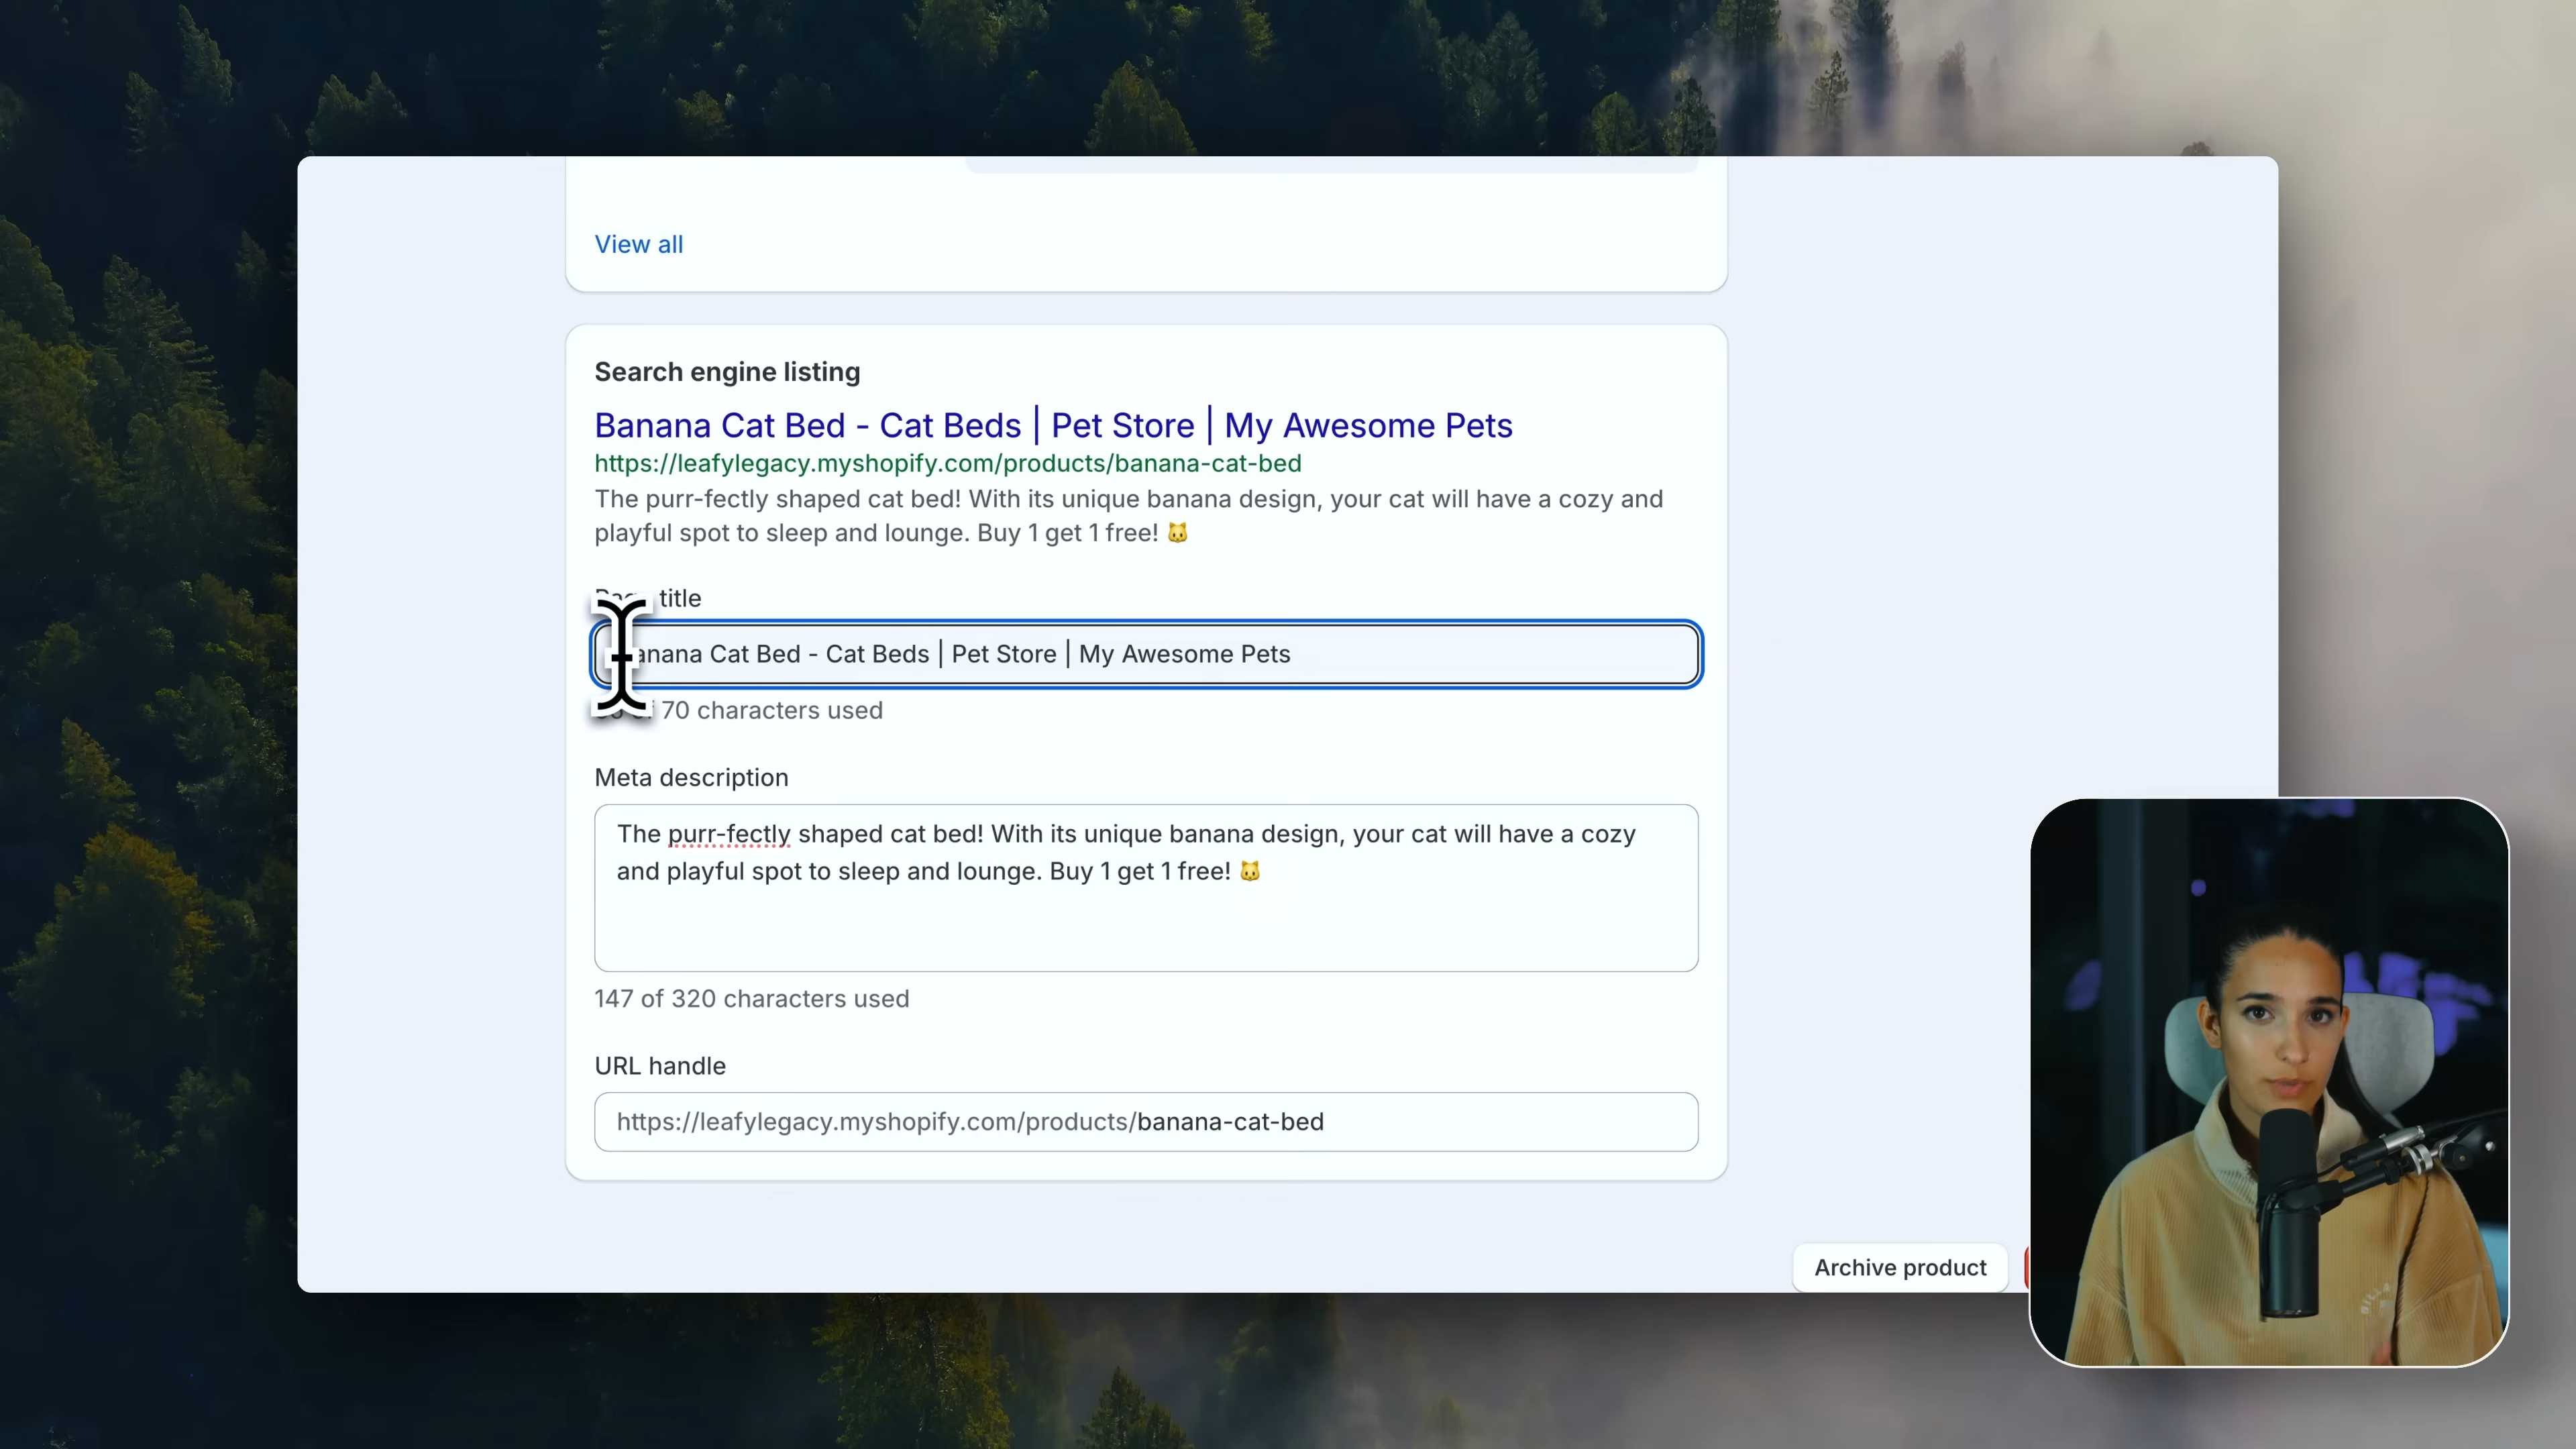 View all
Search engine listing
Banana Cat Bed - Cat Beds | Pet Store | My Awesome Pets
https://leafylegacy.myshopify.com/products/banana-cat-bed
The purr-fectly shaped cat bed! With its unique banana design, your cat will have a cozy and
playful spot to sleep and lounge. Buy 1 get 1 free! 🐱
Page title
Banana Cat Bed - Cat Beds | Pet Store | My Awesome Pets
of 70 characters used
Meta description
The purr-fectly shaped cat bed! With its unique banana design, your cat will have a cozy
and playful spot to sleep and lounge. Buy 1 get 1 free! 🐱
147 of 320 characters used
URL handle
https://leafylegacy.myshopify.com/products/banana-cat-bed
Archive product